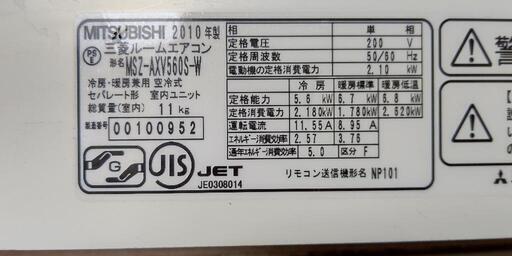 MITSUBISHI 2010年製
三菱ルームエアコン
形名 MSZ-AXV560S-W
冷房・暖房兼用 空冷式
セパレート形 室内ユニット
総質量(室内) 11kg
製造番号 00100952
G
JIS JET
JE0308014
相 単 相
定格電圧 200 V
定格周波数 50/60 Hz
電動機の定格消費電力 2.10 kW
冷房 暖房標準 暖房低温
定格能力 5.6 kW 6.7 kW 5.8 kW
定格消費電力 2.180kW 1.780kW 2.520kW
運転電流 11.55A 8.95A
エネルギー消費効率 2.57 3.76
通年エネルギー消費効率 5.0 区分 F
リモコン送信機形名 NP101
警